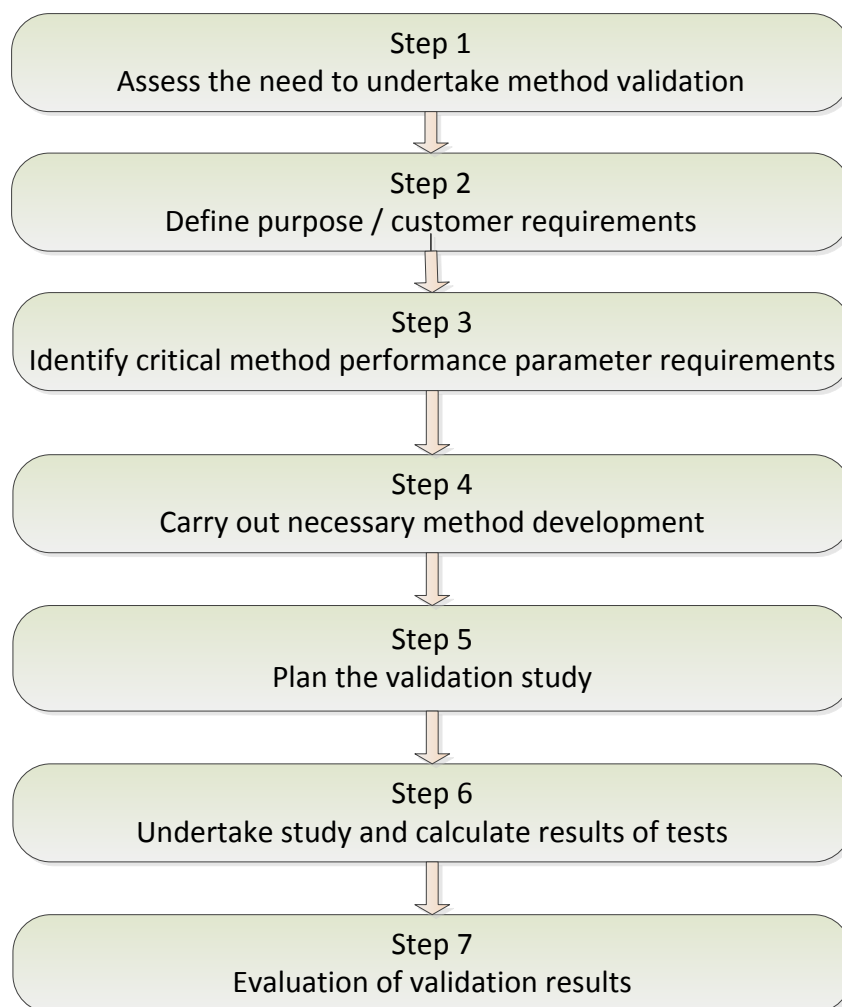 Step 1
Assess the need to undertake method validation
Step 2
Define purpose / customer requirements
Step 3
Identify critical method performance parameter requirements
Step 4
Carry out necessary method development
Step 5
Plan the validation study
Step 6
Undertake study and calculate results of tests
Step 7
Evaluation of validation results